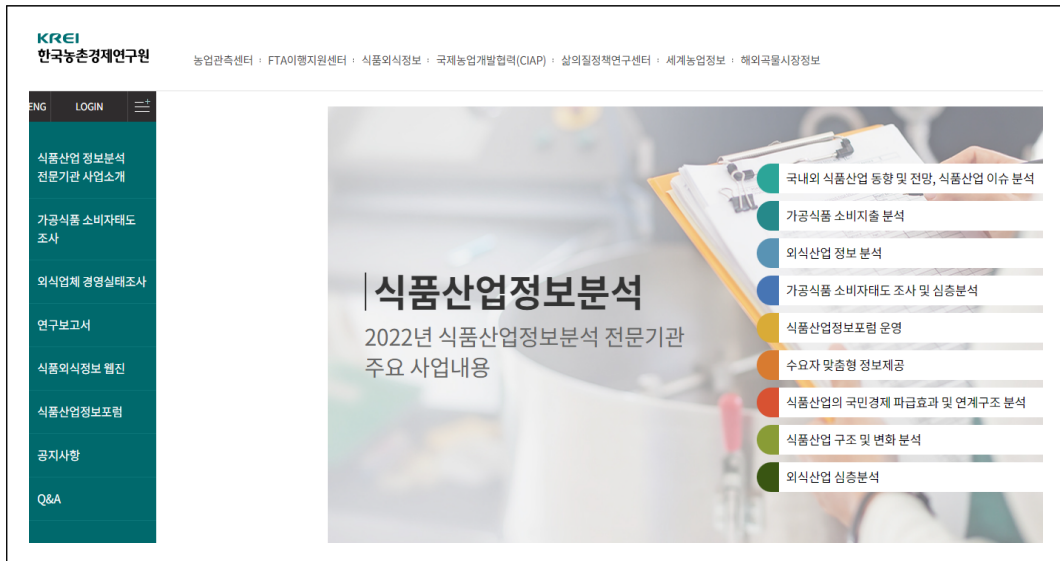 KREI
한국농촌경제연구원
농업관측센터 : FTA이행지원센터 : 식품외식정보 : 국제농업개발협력(CIAP) : 삶의질정책연구센터 : 세계농업정보 : 해외곡물시장정보
ENG LOGIN
식품산업 정보분석
전문기관 사업소개
가공식품 소비자태도
조사
외식업체 경영실태조사
연구보고서
식품외식정보 웹진
식품산업정보포럼
공지사항
Q&A
식품산업정보분석
2022년 식품산업정보분석 전문기관
주요 사업내용
국내외 식품산업 동향 및 전망, 식품산업 이슈 분석
가공식품 소비지출 분석
외식산업 정보 분석
가공식품 소비자태도 조사 및 심층분석
식품산업정보포럼 운영
수요자 맞춤형 정보제공
식품산업의 국민경제 파급효과 및 연계구조 분석
식품산업 구조 및 변화 분석
외식산업 심층분석